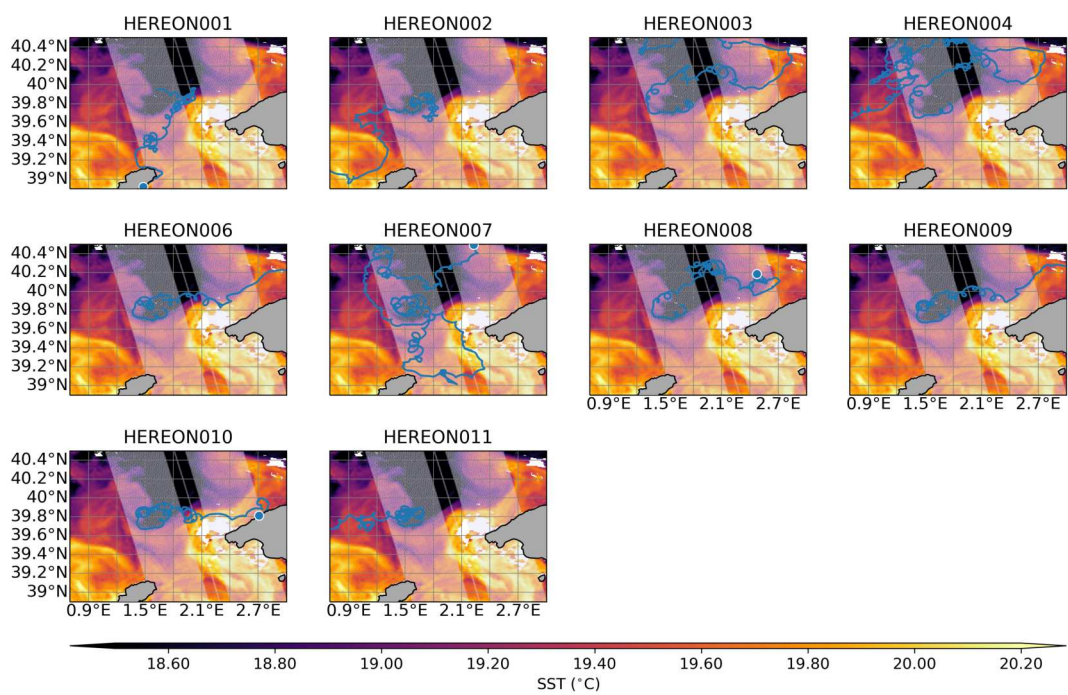 HEREON001 HEREON002 HEREON003 HEREON004
40.4°N
40.2°N
40°N
39.8°N
39.6°N
39.4°N
39.2°N
39°N
HEREON006 HEREON007 HEREON008 HEREON009
40.4°N
40.2°N
40°N
39.8°N
39.6°N
39.4°N
39.2°N
39°N
0.9°E 1.5°E 2.1°E 2.7°E 0.9°E 1.5°E 2.1°E 2.7°E
HEREON010 HEREON011
40.4°N
40.2°N
40°N
39.8°N
39.6°N
39.4°N
39.2°N
39°N
0.9°E 1.5°E 2.1°E 2.7°E 0.9°E 1.5°E 2.1°E 2.7°E
18.60 18.80 19.00 19.20 19.40 19.60 19.80 20.00 20.20
SST (°C)